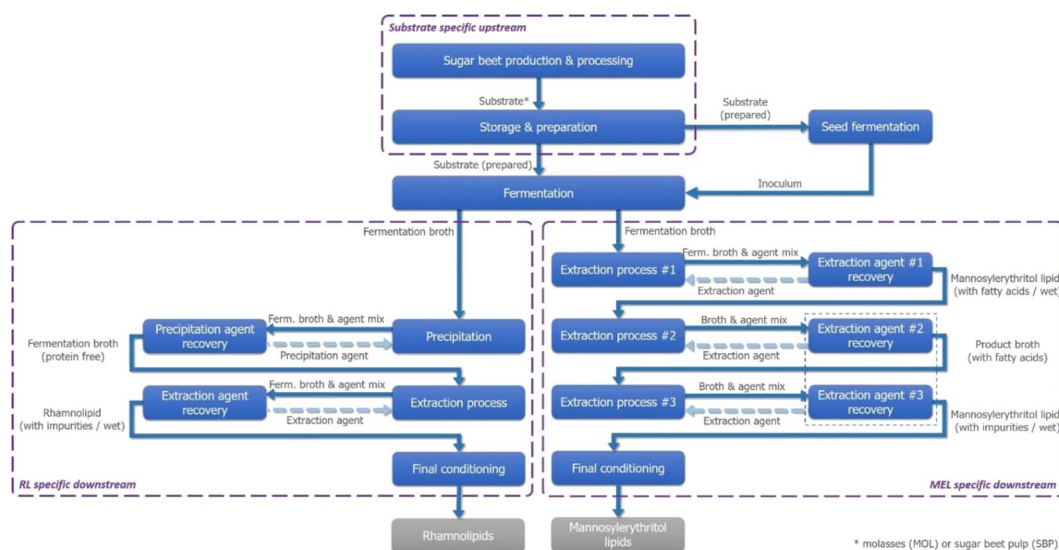 Substrate specific upstream
Sugar beet production & processing
Substrate*
Storage & preparation
Substrate
(prepared)
Seed fermentation
Substrate (prepared)
Inoculum
Fermentation
Fermentation broth
Fermentation broth
Extraction process #1
Ferm. broth & agent mix
Extraction agent
Extraction agent #1
recovery
Mannosylerythritol lipid
(with fatty acids / wet)
Precipitation agent
recovery
Ferm. broth & agent mix
Precipitation agent
Precipitation
Fermentation broth
(protein free)
Extraction process #2
Broth & agent mix
Extraction agent
Extraction agent #2
recovery
Product broth
(with fatty acids)
Extraction agent
recovery
Ferm. broth & agent mix
Extraction agent
Extraction process
Rhamnolipid
(with impurities / wet)
Extraction process #3
Broth & agent mix
Extraction agent
Extraction agent #3
recovery
Mannosylerythritol lipid
(with impurities / wet)
Final conditioning
Final conditioning
RL specific downstream
MEL specific downstream
Rhamnolipids
Mannosylerythritol
lipids
* molasses (MOL) or sugar beet pulp (SBP)